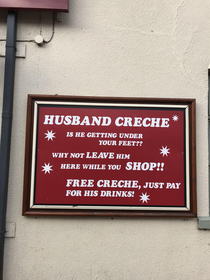 HUSBAND CRECHE
IS HE GETTING UNDER
YOUR FEET??
WHY NOT LEAVE HIM
HERE WHILE YOU SHOP!!
FREE CRECHE, JUST PAY
FOR HIS DRINKS!